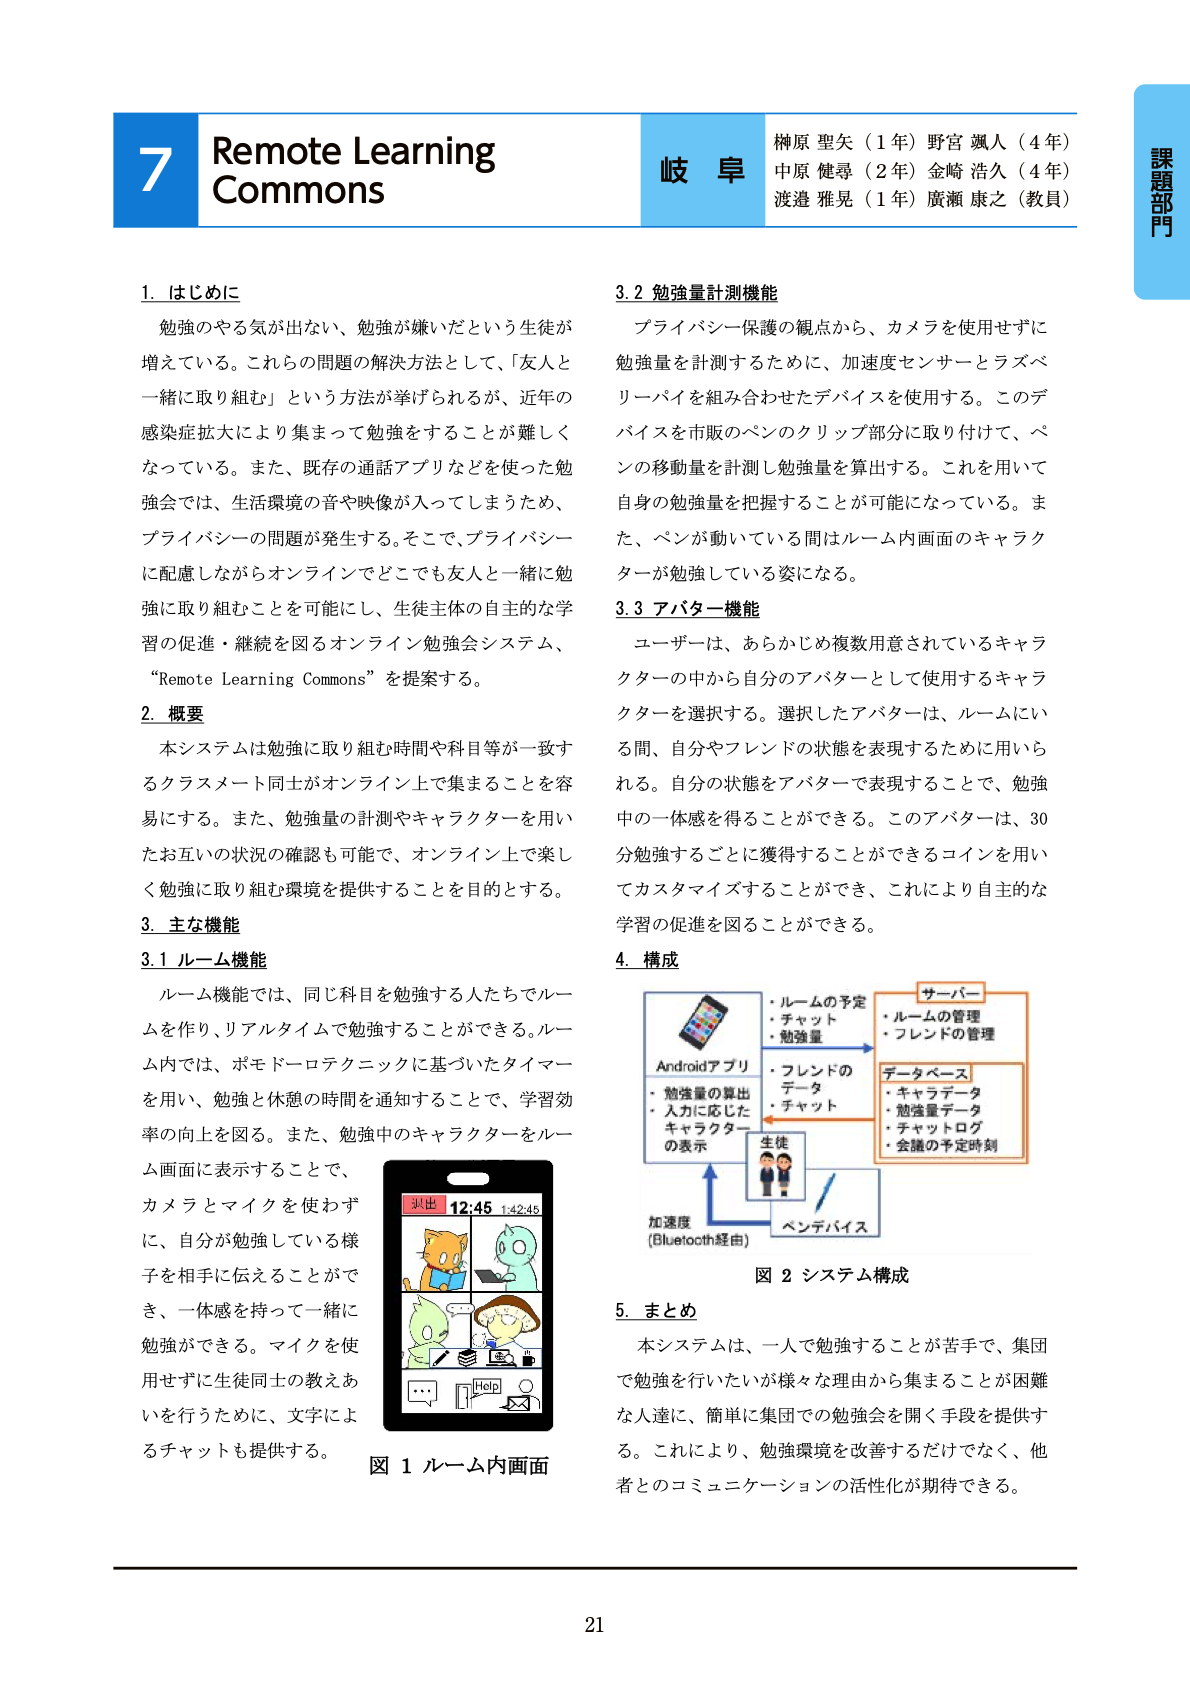 7
Remote Learning
Commons
岐 阜
榊原 聖矢（１年）野宮 颯人（４年）
中原 健尋（２年）金崎 浩久（４年）
渡邉 雅晃（１年）廣瀬 康之（教員）
課題部門
1. はじめに
勉強のやる気が出ない、勉強が嫌いだという生徒が
増えている。これらの問題の解決方法として、「友人と
一緒に取り組む」という方法が挙げられるが、近年の
感染症拡大により集まって勉強をすることが難しく
なっている。また、既存の通話アプリなどを使った勉
強会では、生活環境の音や映像が入ってしまうため、
プライバシーの問題が発生する。そこで、プライバシー
に配慮しながらオンラインでどこでも友人と一緒に勉
強に取り組むことを可能にし、生徒主体の自主的な学
習の促進・継続を図るオンライン勉強会システム、
“Remote Learning Commons”を提案する。
2. 概要
本システムは勉強に取り組む時間や科目等が一致す
るクラスメート同士がオンライン上で集まることを容
易にする。また、勉強量の計測やキャラクターを用い
たお互いの状況の確認も可能で、オンライン上で楽し
く勉強に取り組む環境を提供することを目的とする。
3. 主な機能
3.1 ルーム機能
ルーム機能では、同じ科目を勉強する人たちでルー
ムを作り、リアルタイムで勉強することができる。ルー
ム内では、ポモドーロテクニックに基づいたタイマー
を用い、勉強と休憩の時間を通知することで、学習効
率の向上を図る。また、勉強中のキャラクターをルー
ム画面に表示することで、
カメラとマイクを使わず
に、自分が勉強している様
子を相手に伝えることがで
き、一体感を持って一緒に
勉強ができる。マイクを使
用せずに生徒同士の教えあ
いを行うために、文字によ
るチャットも提供する。
退出 12:45 1:42:45
Help
図 1 ルーム内画面
3.2 勉強量計測機能
プライバシー保護の観点から、カメラを使用せずに
勉強量を計測するために、加速度センサーとラズベ
リーパイを組み合わせたデバイスを使用する。このデ
バイスを市販のペンのクリップ部分に取り付けて、ペ
ンの移動量を計測し勉強量を算出する。これを用いて
自身の勉強量を把握することが可能になっている。ま
た、ペンが動いている間はルーム内画面のキャラク
ターが勉強している姿になる。
3.3 アバター機能
ユーザーは、あらかじめ複数用意されているキャラ
クターの中から自分のアバターとして使用するキャラ
クターを選択する。選択したアバターは、ルームにい
る間、自分やフレンドの状態を表現するために用いら
れる。自分の状態をアバターで表現することで、勉強
中の一体感を得ることができる。このアバターは、30
分勉強するごとに獲得することができるコインを用い
てカスタマイズすることができ、これにより自主的な
学習の促進を図ることができる。
4. 構成
Androidアプリ
・ 勉強量の算出
・ 入力に応じた
キャラクター
の表示
・ルームの予定
・チャット
・勉強量
・フレンドの
データ
・チャット
サーバー
・ルームの管理
・フレンドの管理
データベース
・キャラデータ
・勉強量データ
・チャットログ
・会議の予定時刻
生徒
ペンデバイス
加速度
(Bluetooth経由)
図 2 システム構成
5. まとめ
本システムは、一人で勉強することが苦手で、集団
で勉強を行いたいが様々な理由から集まることが困難
な人達に、簡単に集団での勉強会を開く手段を提供す
る。これにより、勉強環境を改善するだけでなく、他
者とのコミュニケーションの活性化が期待できる。
21